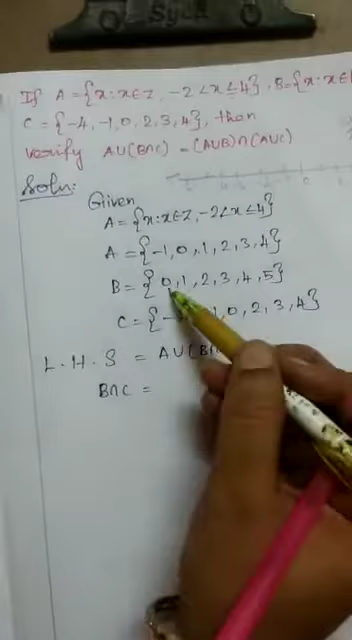 If A = {x: x∈Z, -2 < x ≤ 4}, B = {x: x∈
C = {-4, -1, 0, 2, 3, 4}, then
verify A∪(B∩C) = (A∪B)∩(A∪C)
Soln:
Given
A = {x: x∈Z, -2 < x ≤ 4}
A = {-1, 0, 1, 2, 3, 4}
B = {0, 1, 2, 3, 4, 5}
C = {- 1, 0, 2, 3, 4}
L.H.S = A∪(B∩
B∩C =